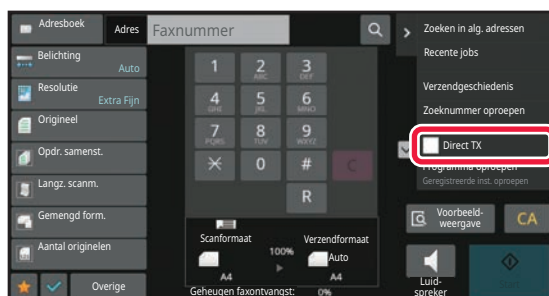 Adresboek
Adres
Faxnummer
Zoeken in alg. adressen
Recente jobs
Verzendgeschiedenis
Zoeknummer oproepen
Direct TX
Programma oproepen
Geregistreerde inst. oproepen
Belichting
Auto
Resolutie
Extra Fijn
Origineel
Opdr. samenst.
Langz. scanm.
Gemengd form.
Aantal originelen
Overige
1
2 ABC
3 DEF
4 GHI
5 JKL
6 MNO
7 PQRS
8 TUV
9 WXYZ
0
#
C
R
Scanformaat
100%
Verzendformaat
Auto
A4
A4
Geheugen faxontvangst: 0%
Voorbeeld-
weergave
CA
Luid-
spreker
Start